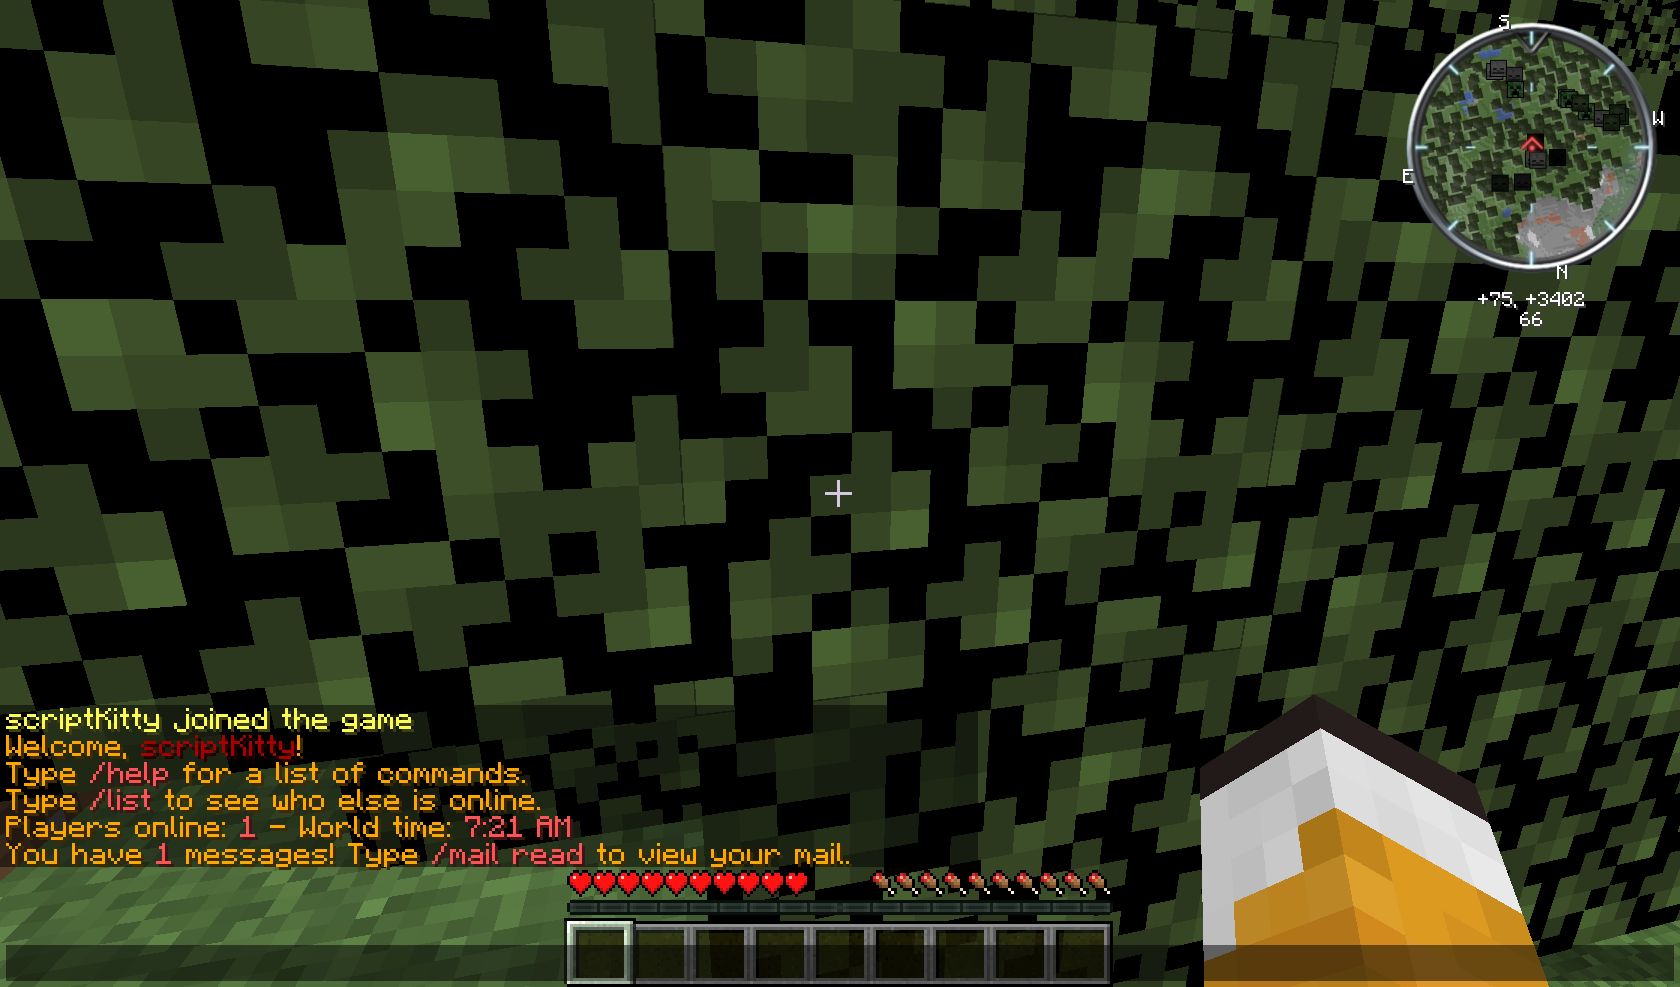 S
W
E
N
+75, +3402
66
scriptKitty joined the game
Welcome, scriptKitty!
Type /help for a list of commands.
Type /list to see who else is online.
Players online: 1 - World time: 7:21 AM
You have 1 messages! Type /mail read to view your mail.